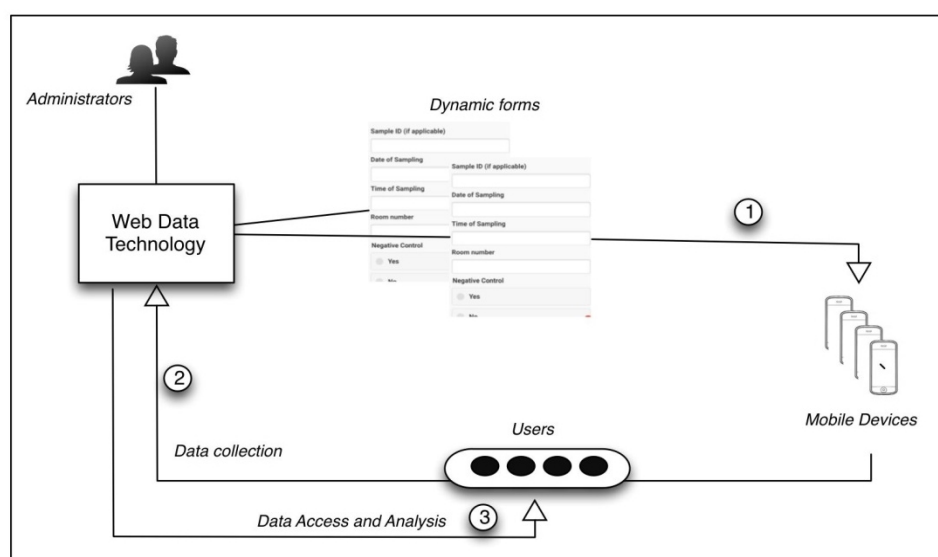 Administrators
Dynamic forms
Sample ID (if applicable)
Date of Sampling
Time of Sampling
Room number
Negative Control
Yes
Sample ID (if applicable)
Date of Sampling
Time of Sampling
Room number
Negative Control
Yes
Web Data
Technology
1
Mobile Devices
2
Data collection
Users
Data Access and Analysis
3